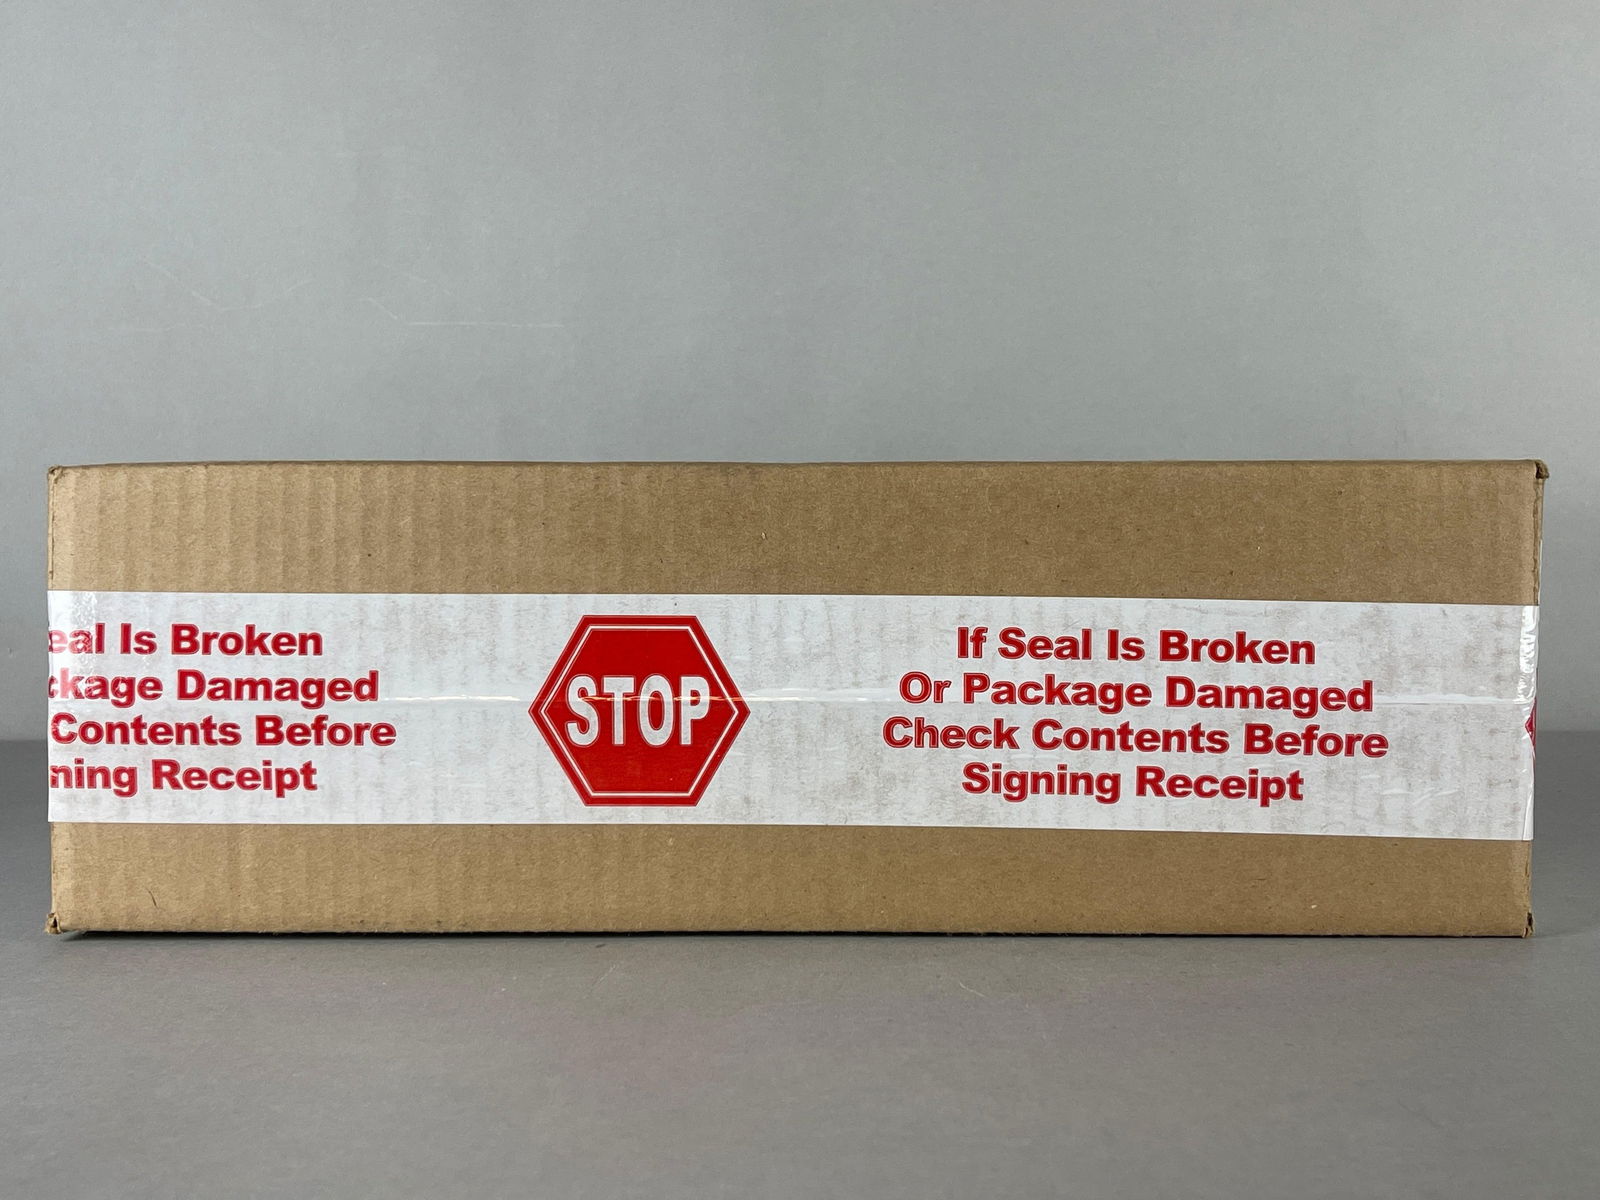 eal Is Broken
ckage Damaged
Contents Before
ning Receipt
STOP
If Seal Is Broken
Or Package Damaged
Check Contents Before
Signing Receipt